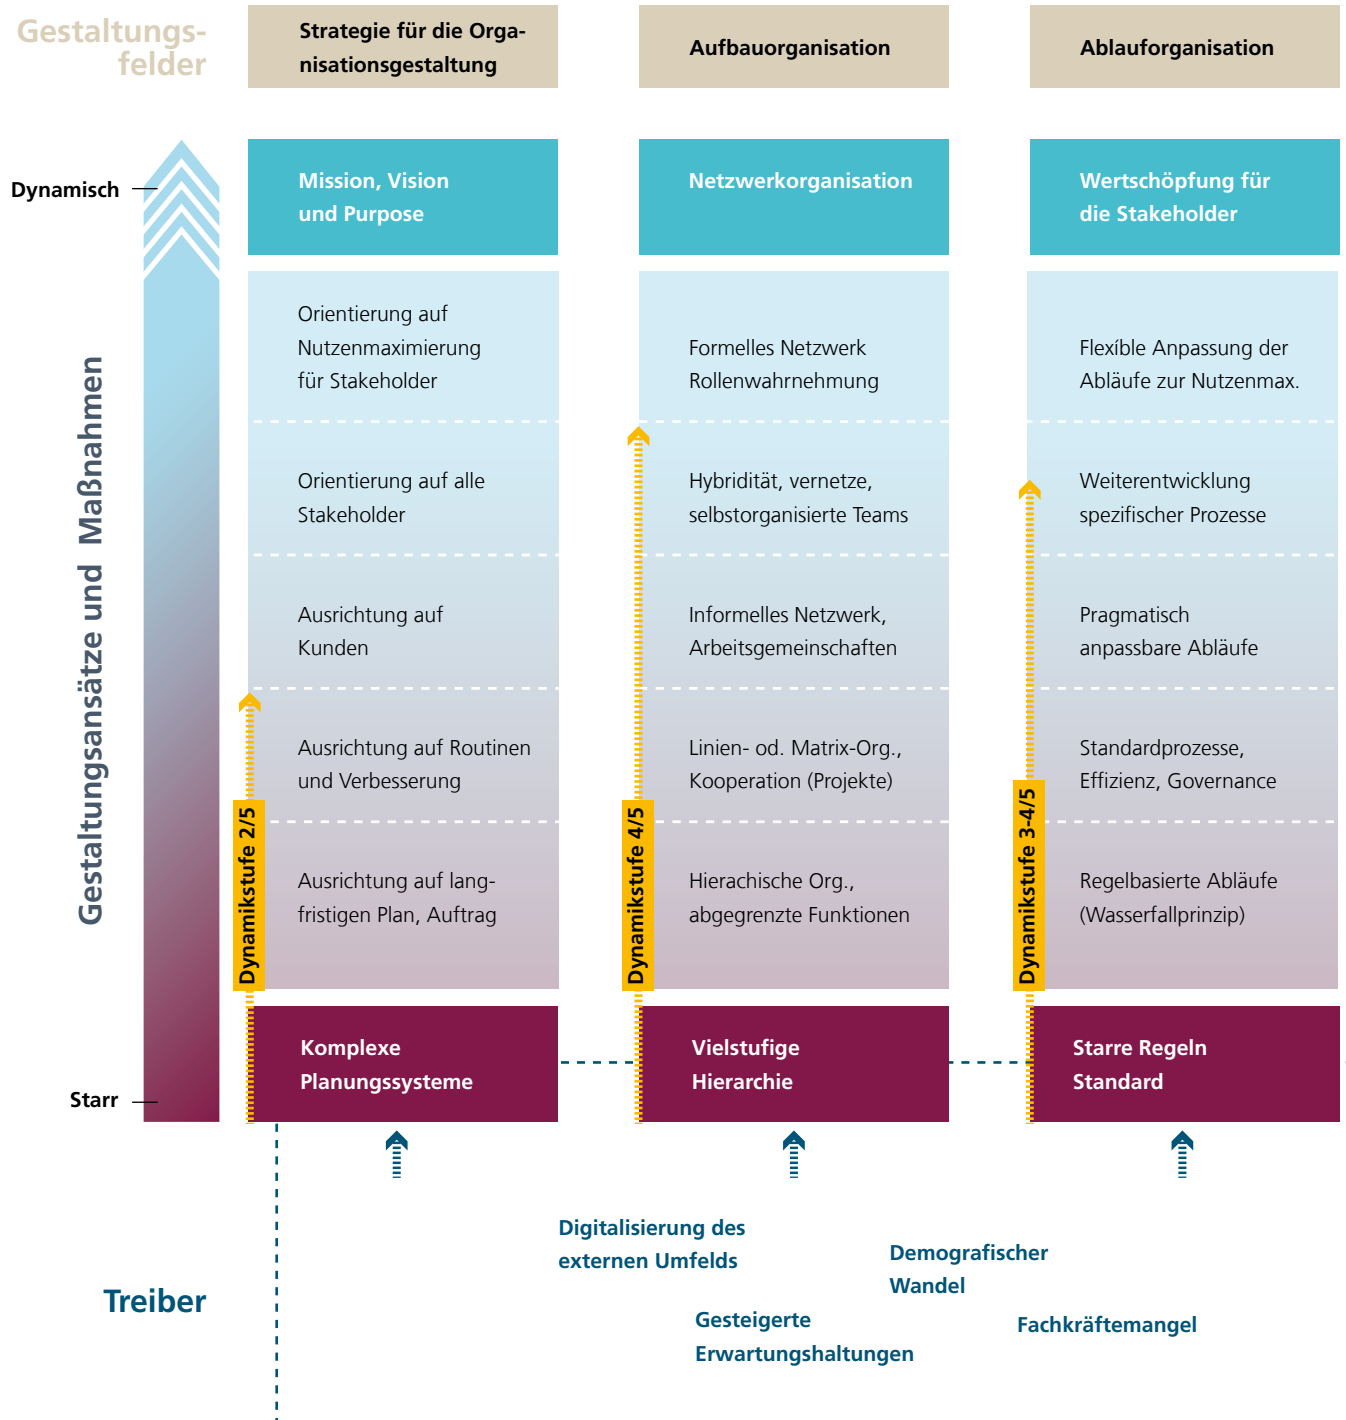 Gestaltungs-
felder
Strategie für die Orga-
nisationsgestaltung
Aufbauorganisation
Ablauforganisation
Dynamisch
Starr
Gestaltungsansätze und Maßnahmen
Mission, Vision
und Purpose
Orientierung auf
Nutzenmaximierung
für Stakeholder
Orientierung auf alle
Stakeholder
Ausrichtung auf
Kunden
Ausrichtung auf Routinen
und Verbesserung
Ausrichtung auf lang-
fristigen Plan, Auftrag
Dynamikstufe 2/5
Komplexe
Planungssysteme
Netzwerkorganisation
Formelles Netzwerk
Rollenwahrnehmung
Hybridität, vernetze,
selbstorganisierte Teams
Informelles Netzwerk,
Arbeitsgemeinschaften
Linien- od. Matrix-Org.,
Kooperation (Projekte)
Hierachische Org.,
abgegrenzte Funktionen
Dynamikstufe 4/5
Vielstufige
Hierarchie
Wertschöpfung für
die Stakeholder
Flexíble Anpassung der
Abläufe zur Nutzenmax.
Weiterentwicklung
spezifischer Prozesse
Pragmatisch
anpassbare Abläufe
Standardprozesse,
Effizienz, Governance
Regelbasierte Abläufe
(Wasserfallprinzip)
Dynamikstufe 3-4/5
Starre Regeln
Standard
Treiber
Digitalisierung des
externen Umfelds
Demografischer
Wandel
Gesteigerte
Erwartungshaltungen
Fachkräftemangel